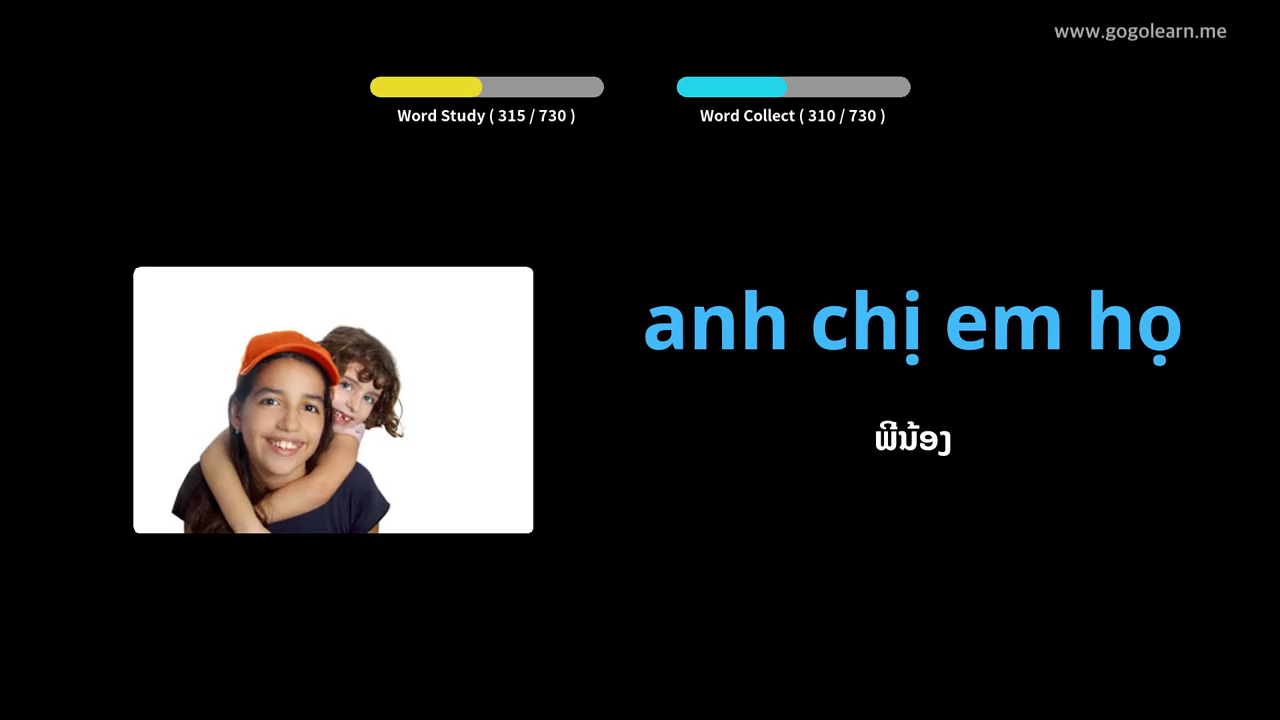 www.gogolearn.me
Word Study ( 315 / 730 )
Word Collect ( 310 / 730 )
anh chị em họ
ພີນ້ອງ